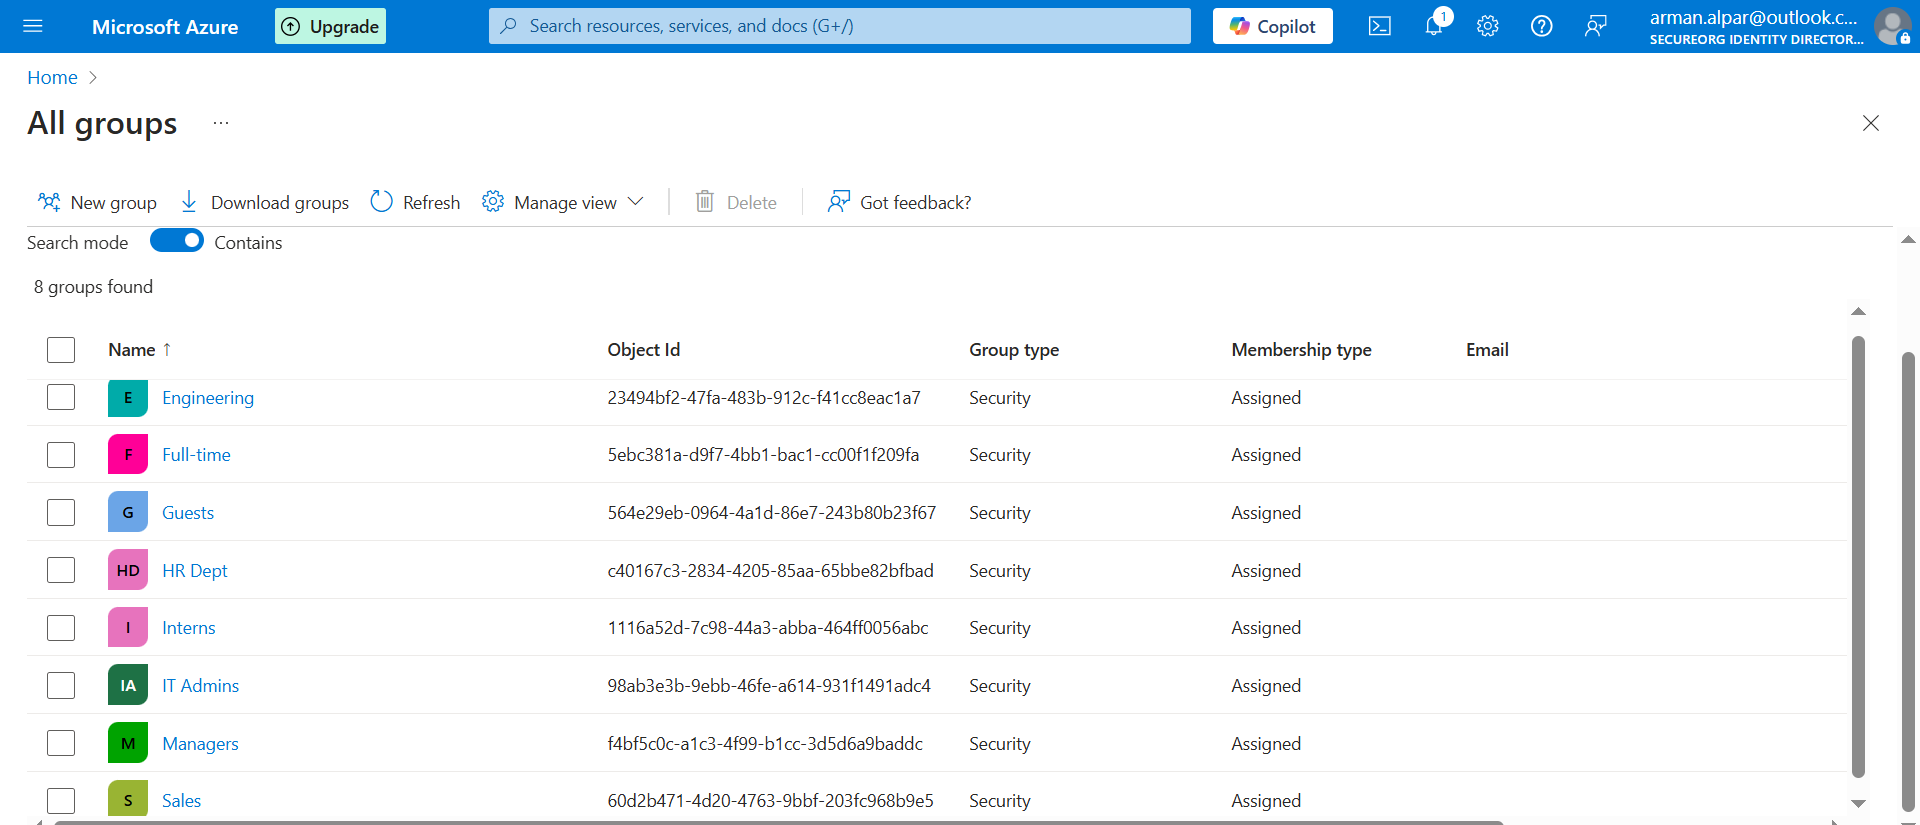 Microsoft Azure Upgrade Search resources, services, and docs (G+/) Copilot 1 arman.alpar@outlook.c...
SECUREORG IDENTITY DIRECTOR...
Home
All groups ...
New group Download groups Refresh Manage view Delete Got feedback?
Search mode Contains
8 groups found
Name ↑ Object Id Group type Membership type Email
E Engineering 23494bf2-47fa-483b-912c-f41cc8eac1a7 Security Assigned
F Full-time 5ebc381a-d9f7-4bb1-bac1-cc00f1f209fa Security Assigned
G Guests 564e29eb-0964-4a1d-86e7-243b80b23f67 Security Assigned
HD HR Dept c40167c3-2834-4205-85aa-65bbe82bfbad Security Assigned
I Interns 1116a52d-7c98-44a3-abba-464ff0056abc Security Assigned
IA IT Admins 98ab3e3b-9ebb-46fe-a614-931f1491adc4 Security Assigned
M Managers f4bf5c0c-a1c3-4f99-b1cc-3d5d6a9baddc Security Assigned
S Sales 60d2b471-4d20-4763-9bbf-203fc968b9e5 Security Assigned